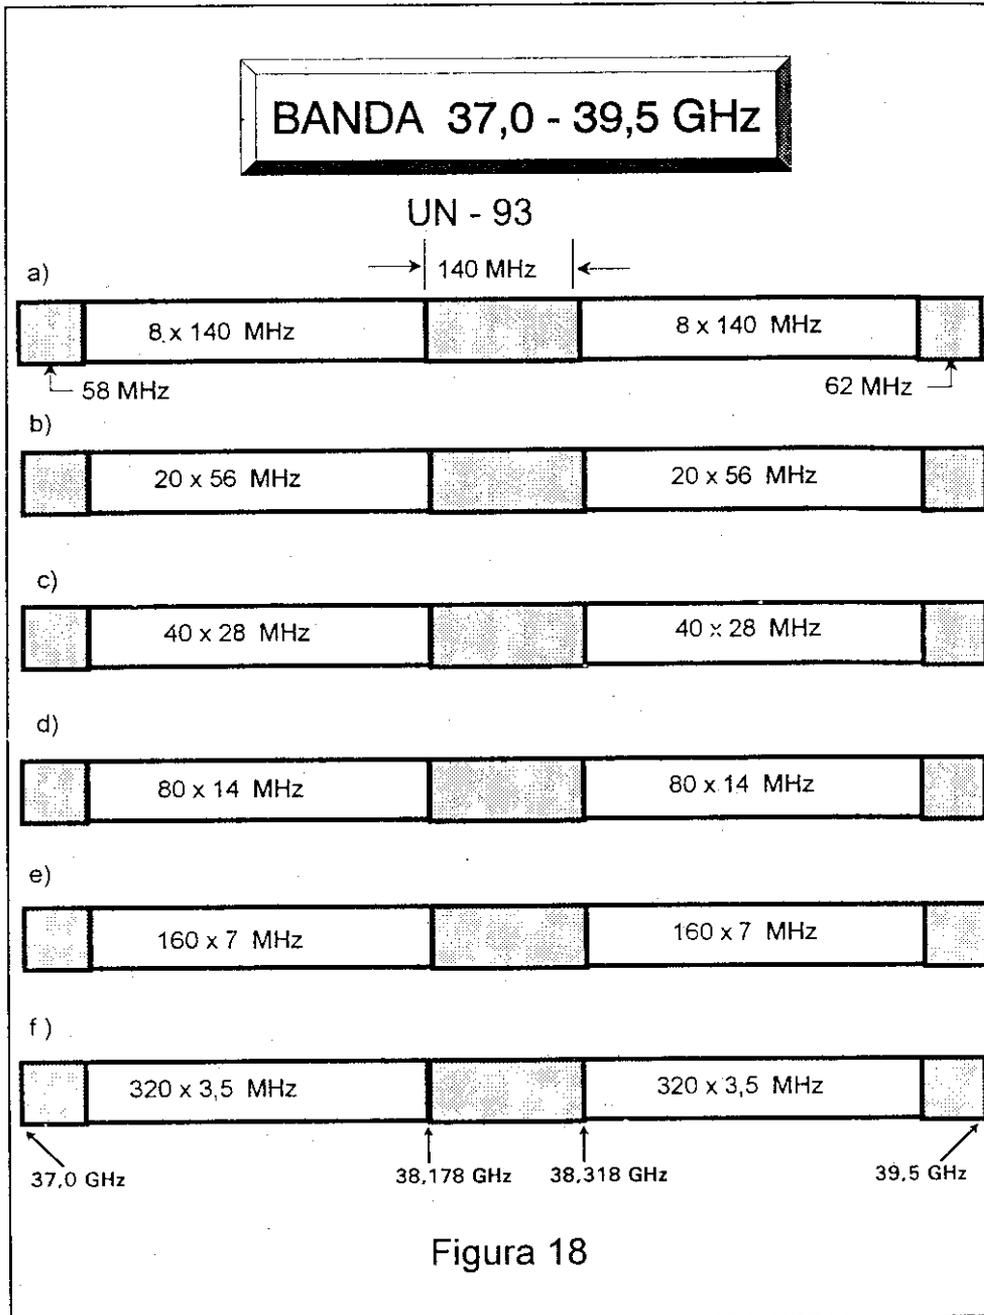 BANDA 37,0 - 39,5 GHz
UN - 93
140 MHz
a)
8 x 140 MHz
8 x 140 MHz
58 MHz
62 MHz
b)
20 x 56 MHz
20 x 56 MHz
c)
40 x 28 MHz
40 x 28 MHz
d)
80 x 14 MHz
80 x 14 MHz
e)
160 x 7 MHz
160 x 7 MHz
f )
320 x 3,5 MHz
320 x 3,5 MHz
37,0 GHz
38,178 GHz
38,318 GHz
39,5 GHz
Figura 18